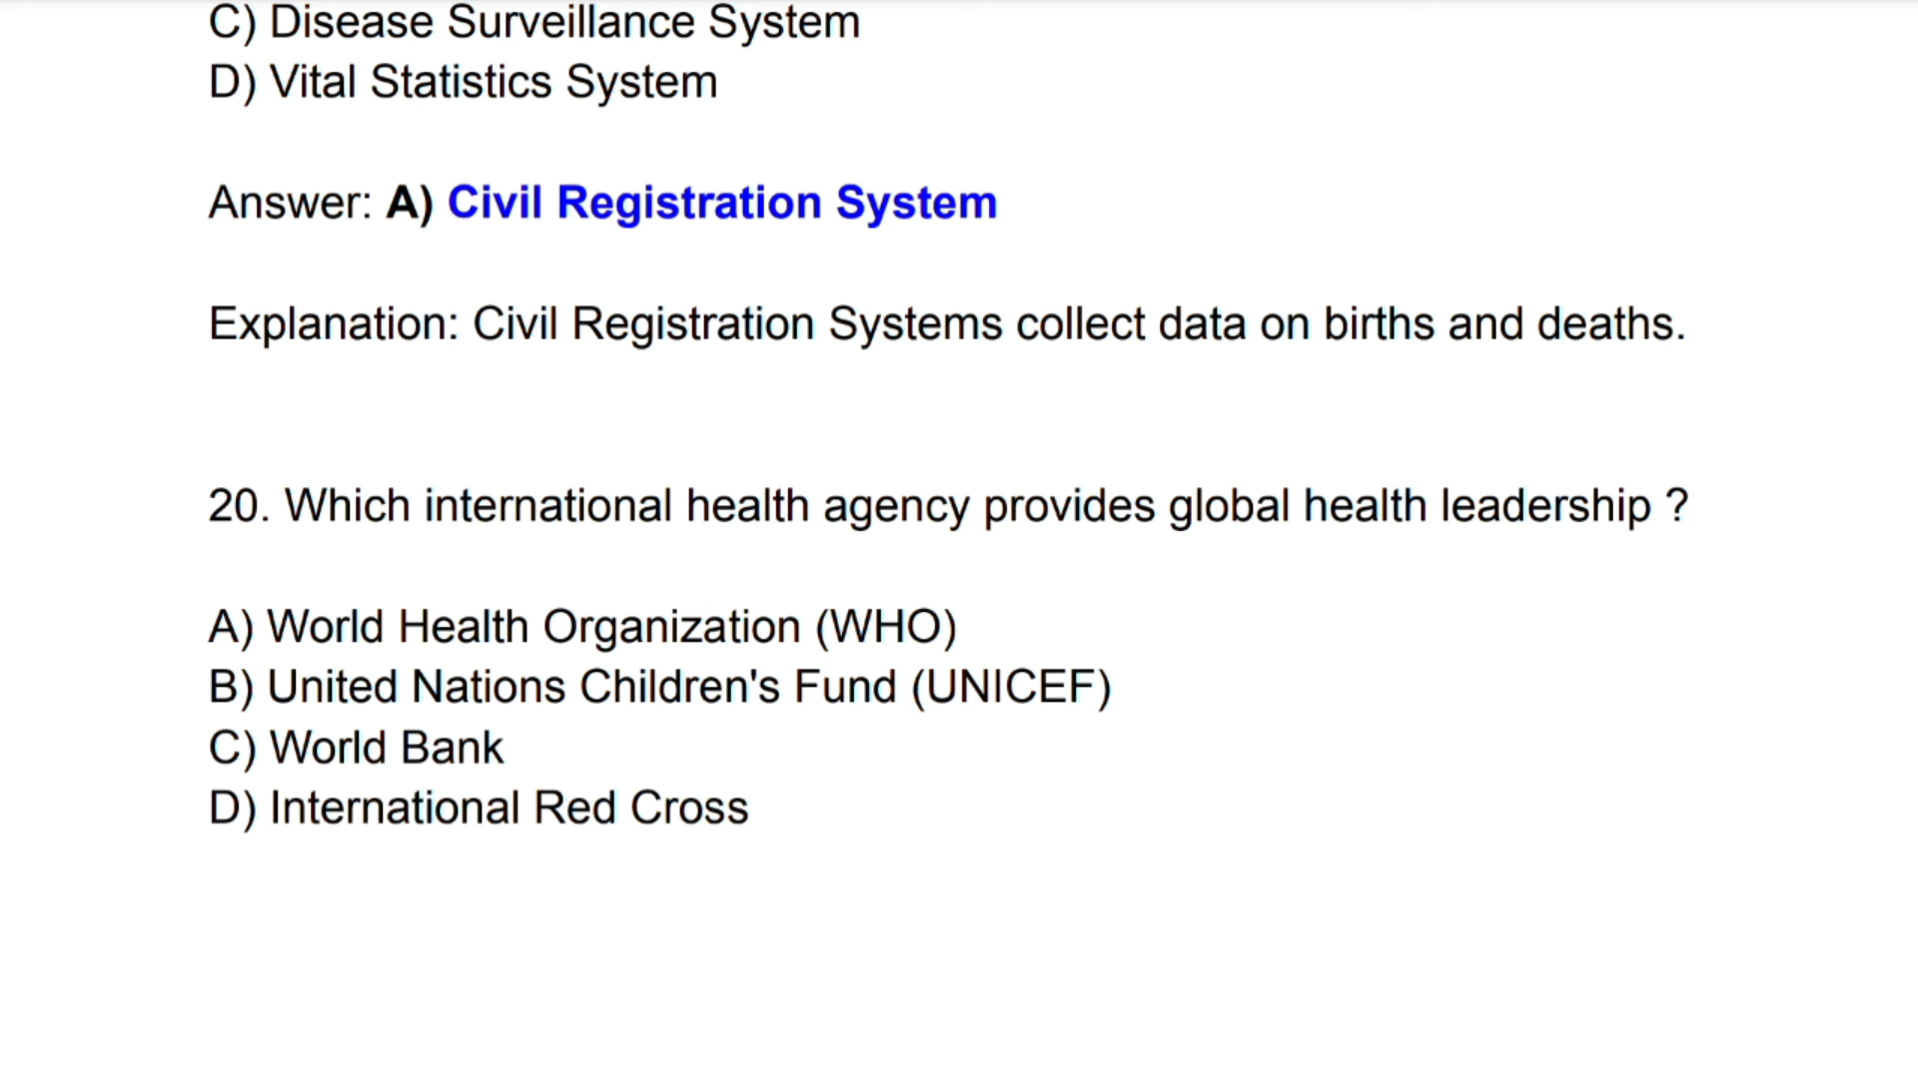 C) Disease Surveillance System
D) Vital Statistics System
Answer: A) Civil Registration System
Explanation: Civil Registration Systems collect data on births and deaths.
20. Which international health agency provides global health leadership ?
A) World Health Organization (WHO)
B) United Nations Children's Fund (UNICEF)
C) World Bank
D) International Red Cross